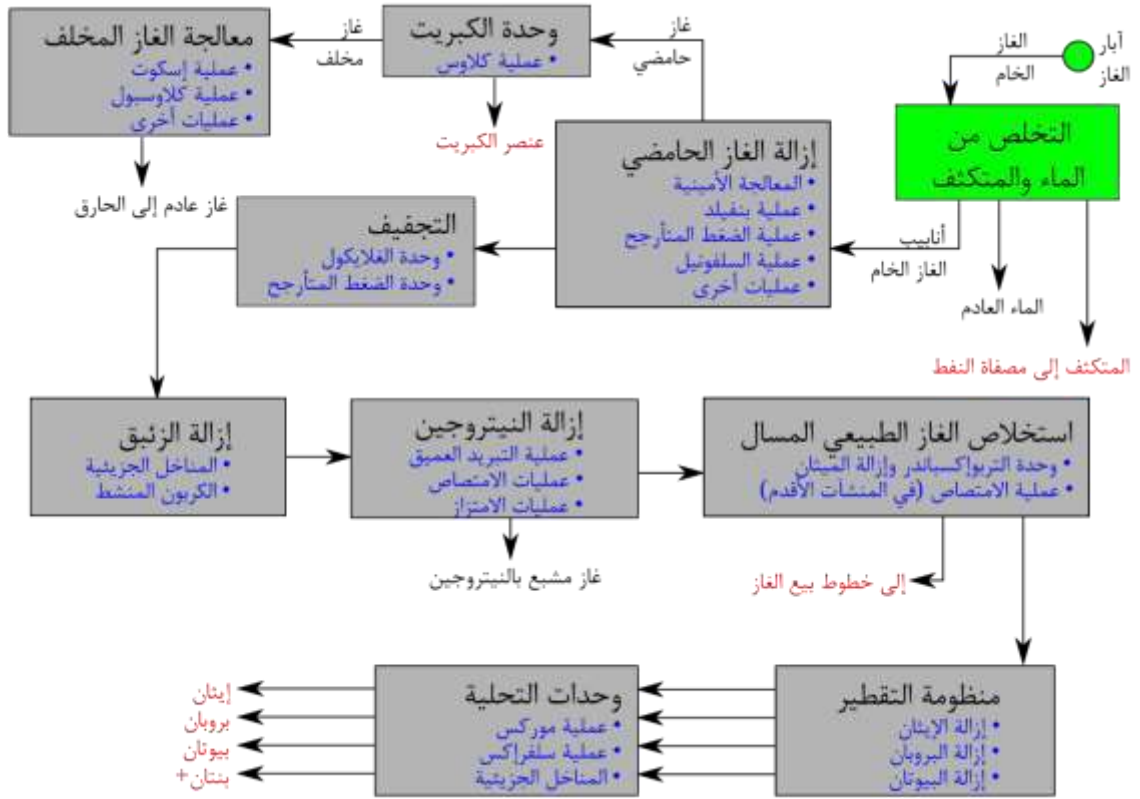 آبار
الغاز
الغاز
الخام
التخلص من
الماء والمتكثف
أنابيب
الغاز الخام
الماء العادم
المتكثف إلى مصفاة النفط
إزالة الغاز الحامضي
• المعالجة الأمينية
• عملية بنفيلد
• عملية الضغط المتأرجح
• عملية السلفونيل
• عمليات أخرى
غاز
حامضي
وحدة الكبريت
• عملية كلاوس
عنصر الكبريت
غاز
مخلف
معالجة الغاز المخلف
• عملية إسكوت
• عملية كلاوسبول
• عمليات أخرى
غاز عادم إلى الحارق
التجفيف
• وحدة الغلايكول
• وحدة الضغط المتأرجح
إزالة الزئبق
• المناخل الجزيئية
• الكربون المنشط
إزالة النيتروجين
• عملية التبريد العميق
• عمليات الامتصاص
• عمليات الامتزاز
غاز مشبع بالنيتروجين
استخلاص الغاز الطبيعي المسال
• وحدة التربوإكسباندر وإزالة الميثان
• عملية الامتصاص (في المنشآت الأقدم)
إلى خطوط بيع الغاز
منظومة التقطير
• إزالة الإيثان
• إزالة البروبان
• إزالة البيوتان
وحدات التحلية
• عملية موركس
• عملية سلفراكس
• المناخل الجزيئية
إيثان
بروبان
بيوتان
بنتان+